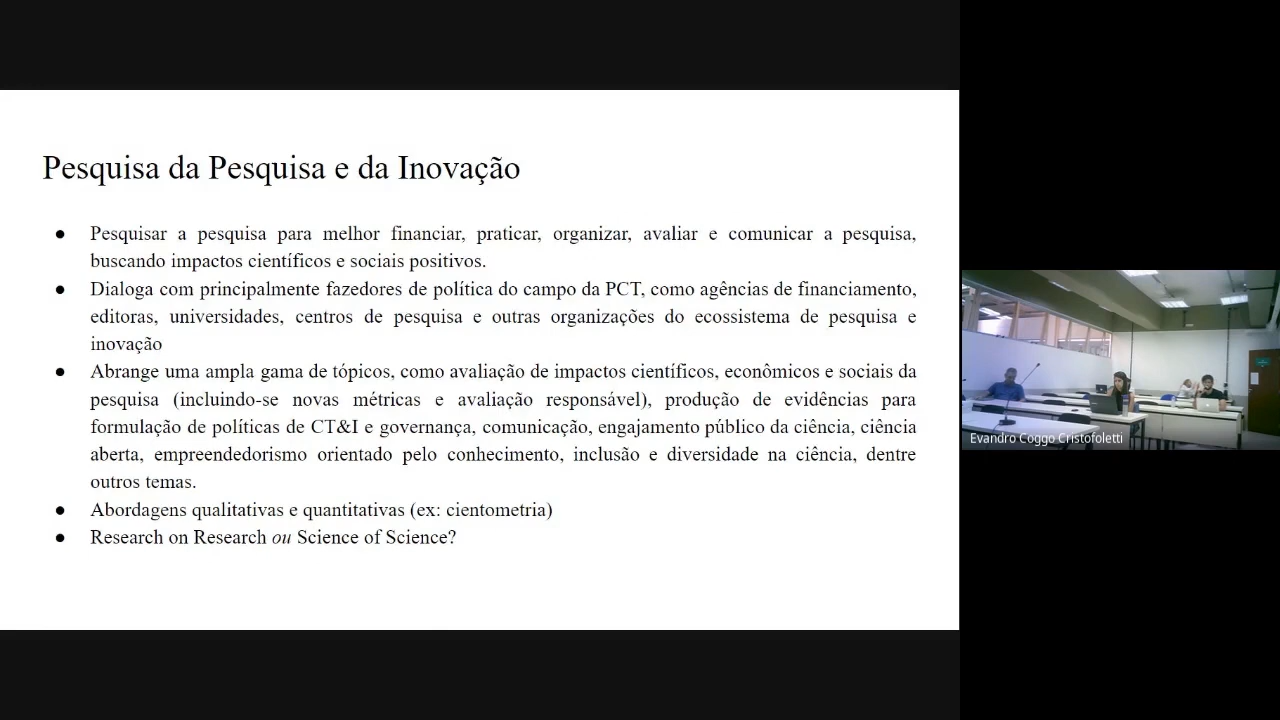 Pesquisa da Pesquisa e da Inovação
● Pesquisar a pesquisa para melhor financiar, praticar, organizar, avaliar e comunicar a pesquisa,
buscando impactos científicos e sociais positivos.
● Dialoga com principalmente fazedores de política do campo da PCT, como agências de financiamento,
editoras, universidades, centros de pesquisa e outras organizações do ecossistema de pesquisa e
inovação
● Abrange uma ampla gama de tópicos, como avaliação de impactos científicos, econômicos e sociais da
pesquisa (incluindo-se novas métricas e avaliação responsável), produção de evidências para
formulação de políticas de CT&I e governança, comunicação, engajamento público da ciência, ciência
aberta, empreendedorismo orientado pelo conhecimento, inclusão e diversidade na ciência, dentre
outros temas.
● Abordagens qualitativas e quantitativas (ex: cientometria)
● Research on Research ou Science of Science?
Evandro Coggo Cristofoletti